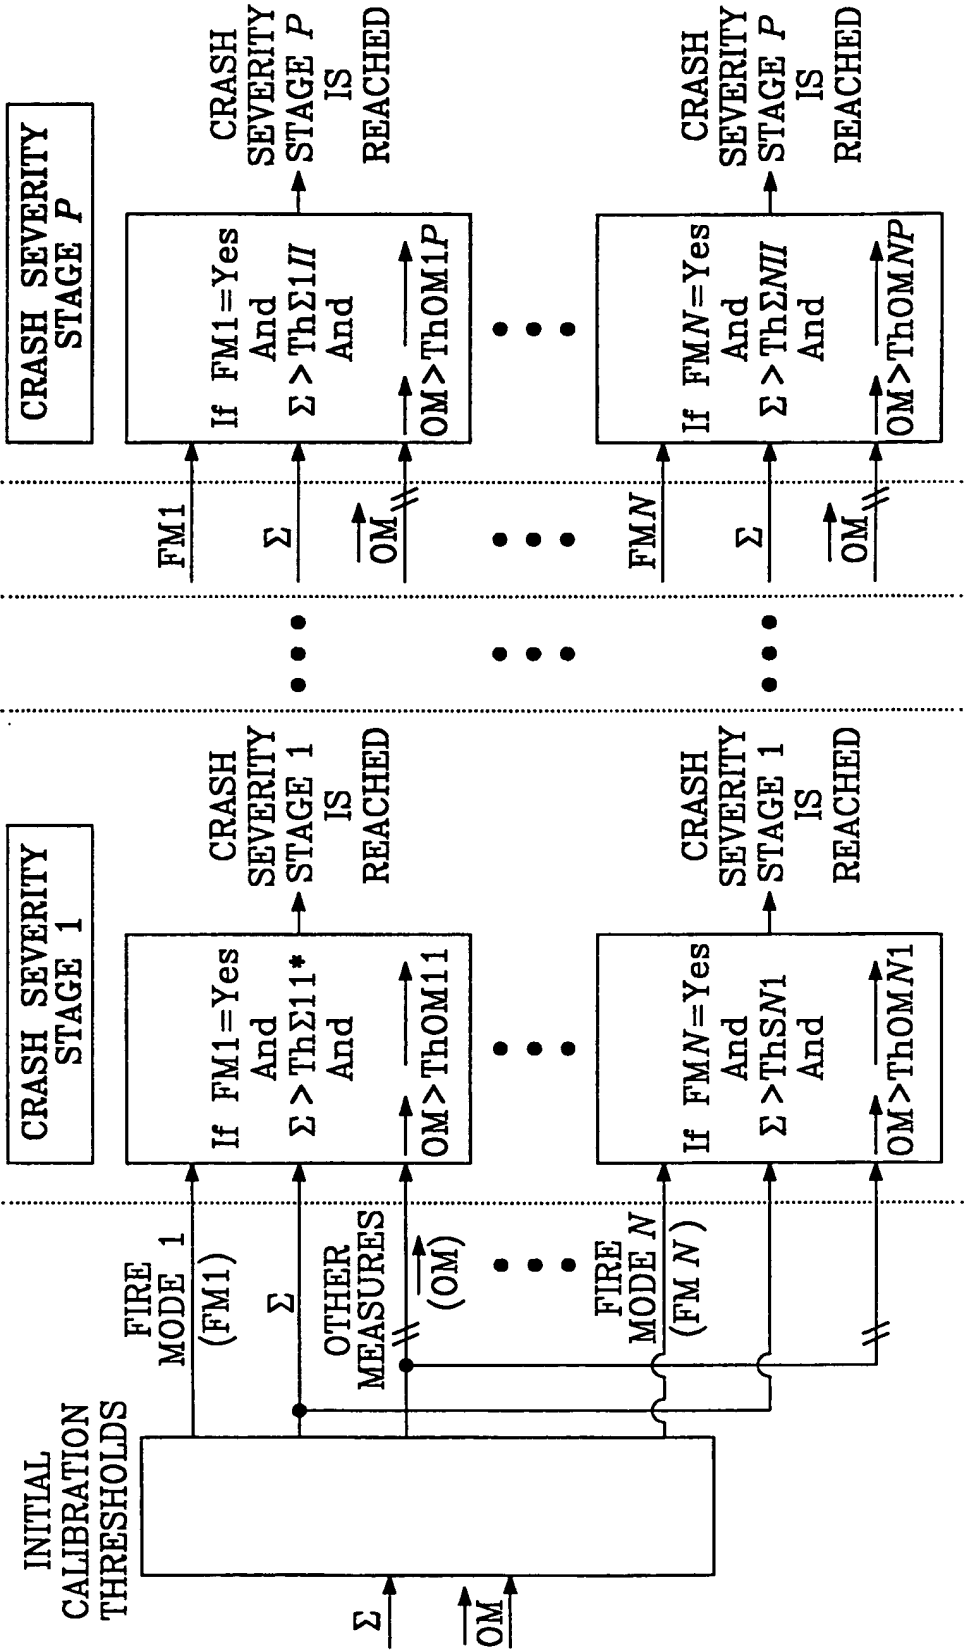 INITIAL
CALIBRATION
THRESHOLDS
Σ
OM
FIRE
MODE 1
(FM1)
Σ
OTHER
MEASURES
(OM)
FIRE
MODE N
(FM N)
CRASH SEVERITY
STAGE 1
If FM1=Yes
And
Σ>ThΣ11*
And
OM>ThOM11
CRASH
SEVERITY
STAGE 1
IS
REACHED
If FMN=Yes
And
Σ>ThSN1
And
OM>ThOMN1
CRASH
SEVERITY
STAGE 1
IS
REACHED
CRASH SEVERITY
STAGE P
FM1
Σ
OM
If FM1=Yes
And
Σ>ThΣ1II
And
OM>ThOM1P
CRASH
SEVERITY
STAGE P
IS
REACHED
FMN
Σ
OM
If FMN=Yes
And
Σ>ThΣNII
And
OM>ThOMNP
CRASH
SEVERITY
STAGE P
IS
REACHED